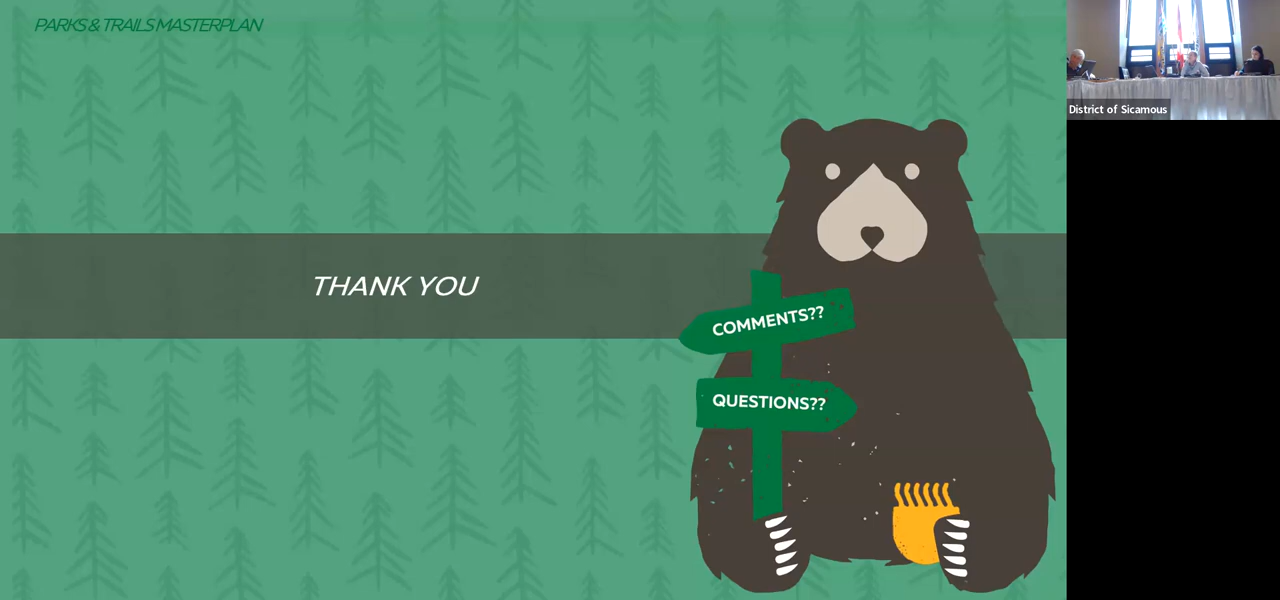 PARKS & TRAILS MASTERPLAN
District of Sicamous
THANK YOU
COMMENTS??
QUESTIONS??